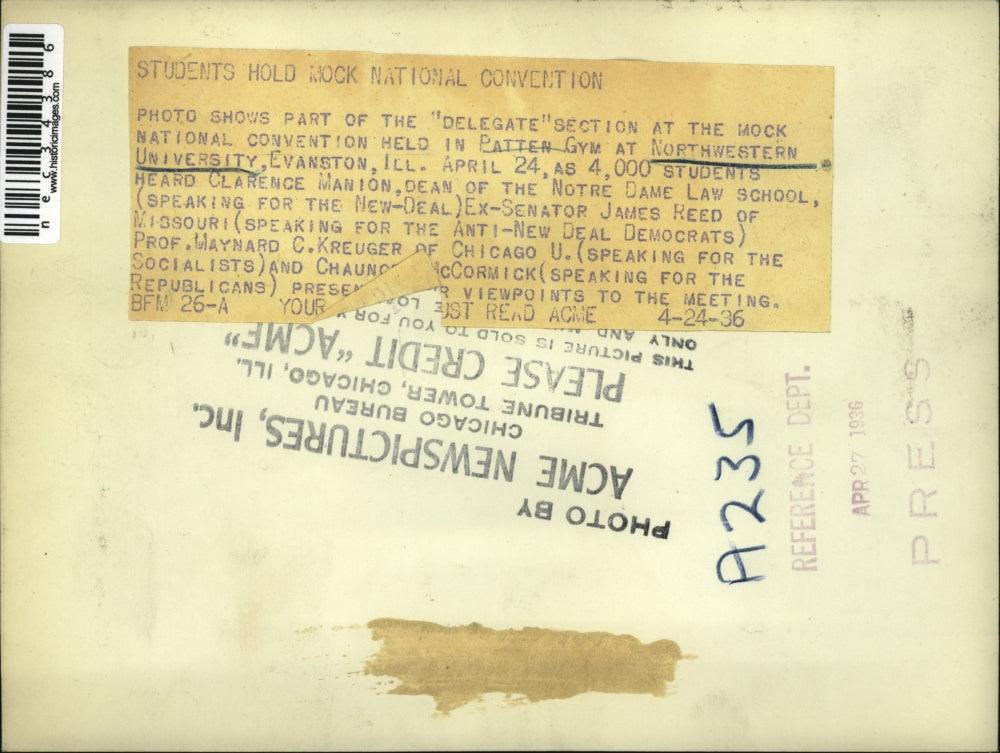 STUDENTS HOLD MOCK NATIONAL CONVENTION
PHOTO SHOWS PART OF THE "DELEGATE"SECTION AT THE MOCK
NATIONAL CONVENTION HELD IN PATTEN GYM AT NORTHWESTERN
UNIVERSITY,EVANSTON,ILL. APRIL 24,AS 4,000 STUDENTS
HEARD CLARENCE MANION,DEAN OF THE NOTRE DAME LAW SCHOOL,
(SPEAKING FOR THE NEW-DEAL)EX-SENATOR JAMES REED OF
MISSOURI(SPEAKING FOR THE ANTI-NEW DEAL DEMOCRATS)
PROF.MAYNARD C.KREUGER OF CHICAGO U.(SPEAKING FOR THE
SOCIALISTS)AND CHAUNC McCORMICK(SPEAKING FOR THE
REPUBLICANS) PRESEN R VIEWPOINTS TO THE MEETING.
BFM 26-A YOUR UST READ ACME 4-24-36
PHOTO BY
ACME NEWSPICTURES, Inc.
CHICAGO BUREAU
TRIBUNE TOWER, CHICAGO, ILL.
PLEASE CREDIT "ACME"
THIS PICTURE IS SOLD TO YOU FOR
ONLY AND
A235
REFERENCE DEPT.
APR 27 1936
PRESS
nec34386
www.historicimages.com